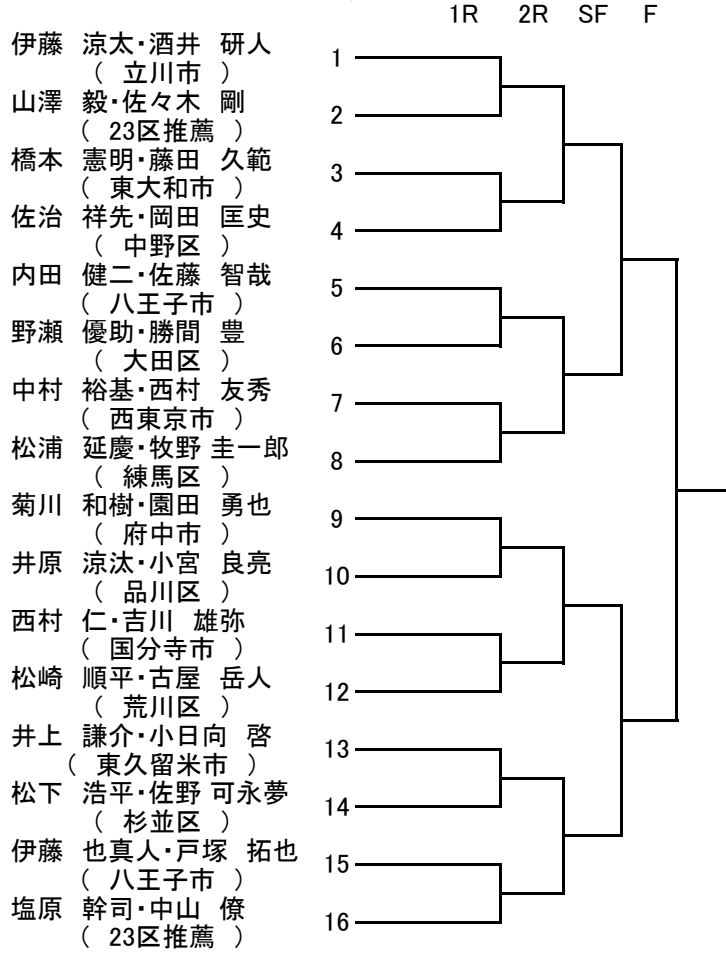 1R 2R SF F
伊藤 涼太・酒井 研人 1
( 立川市 )
山澤 毅・佐々木 剛 2
( 23区推薦 )
橋本 憲明・藤田 久範 3
( 東大和市 )
佐治 祥先・岡田 匡史 4
( 中野区 )
内田 健二・佐藤 智哉 5
( 八王子市 )
野瀬 優助・勝間 豊 6
( 大田区 )
中村 裕基・西村 友秀 7
( 西東京市 )
松浦 延慶・牧野 圭一郎 8
( 練馬区 )
菊川 和樹・園田 勇也 9
( 府中市 )
井原 涼汰・小宮 良亮 10
( 品川区 )
西村 仁・吉川 雄弥 11
( 国分寺市 )
松崎 順平・古屋 岳人 12
( 荒川区 )
井上 謙介・小日向 啓 13
( 東久留米市 )
松下 浩平・佐野 可永夢 14
( 杉並区 )
伊藤 也真人・戸塚 拓也 15
( 八王子市 )
塩原 幹司・中山 僚 16
( 23区推薦 )